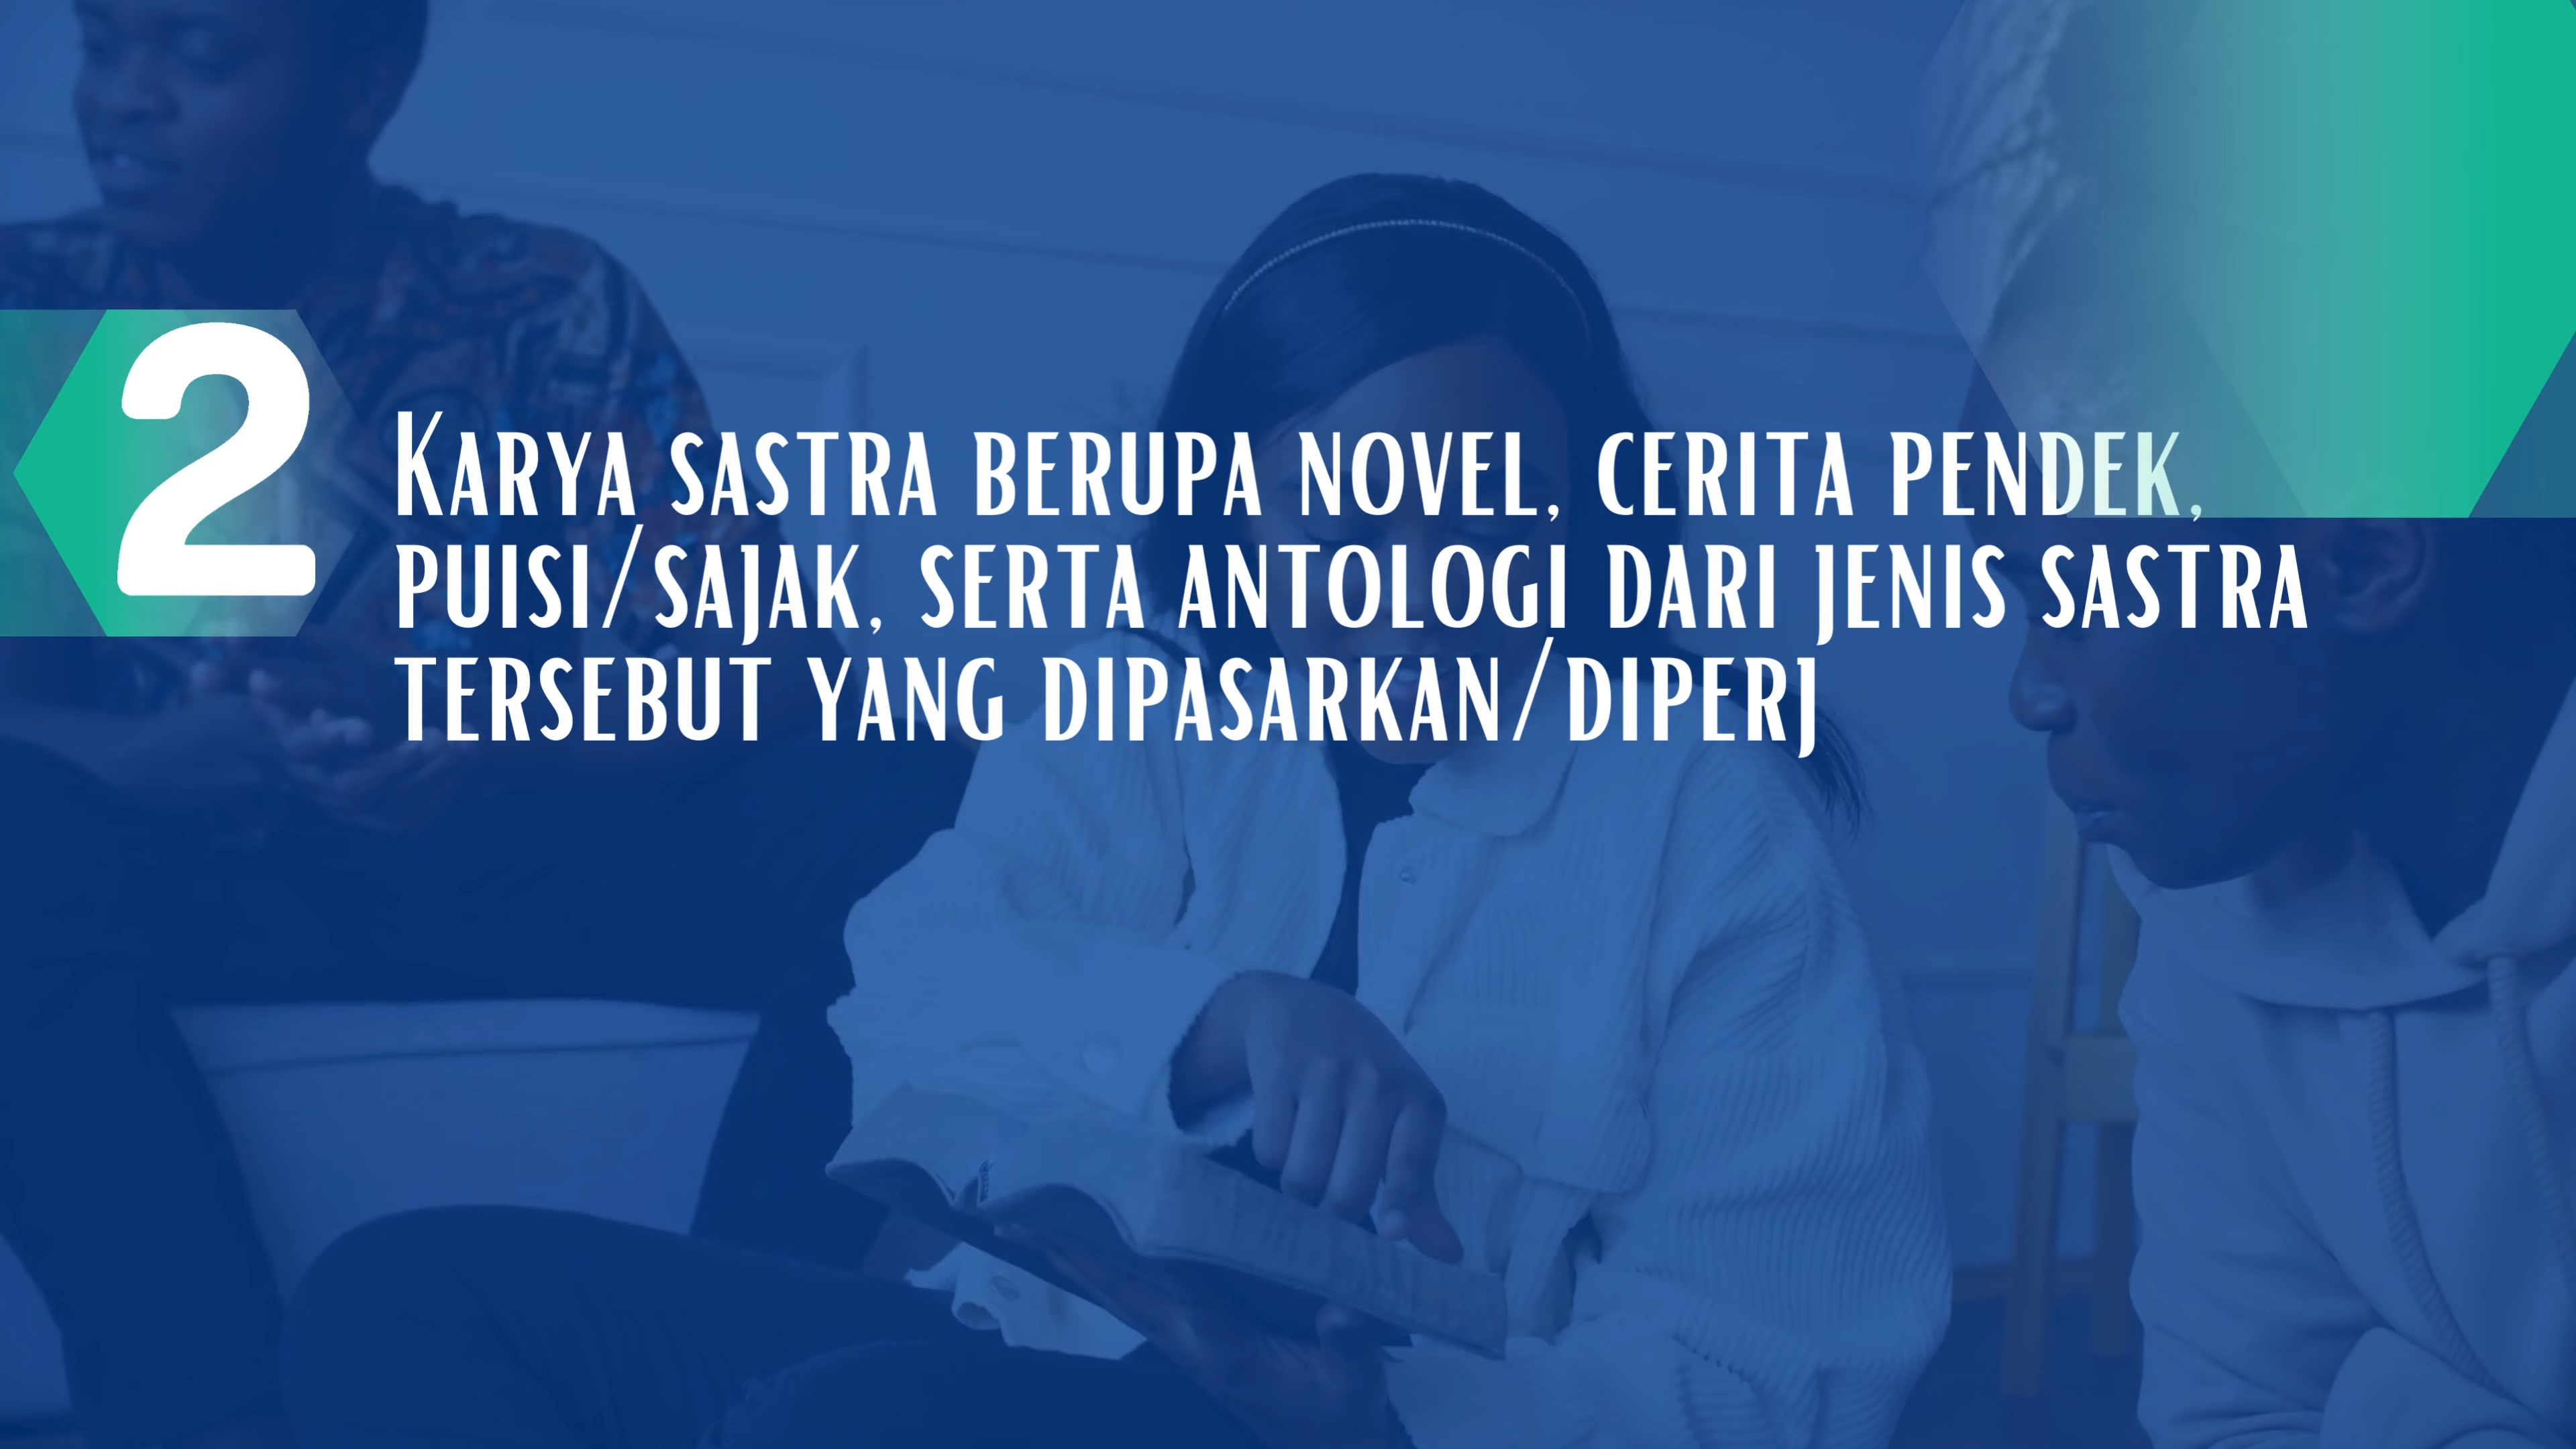 2
Karya sastra berupa novel, cerita pendek,
puisi/sajak, serta antologi dari jenis sastra
tersebut yang dipasarkan/diperj